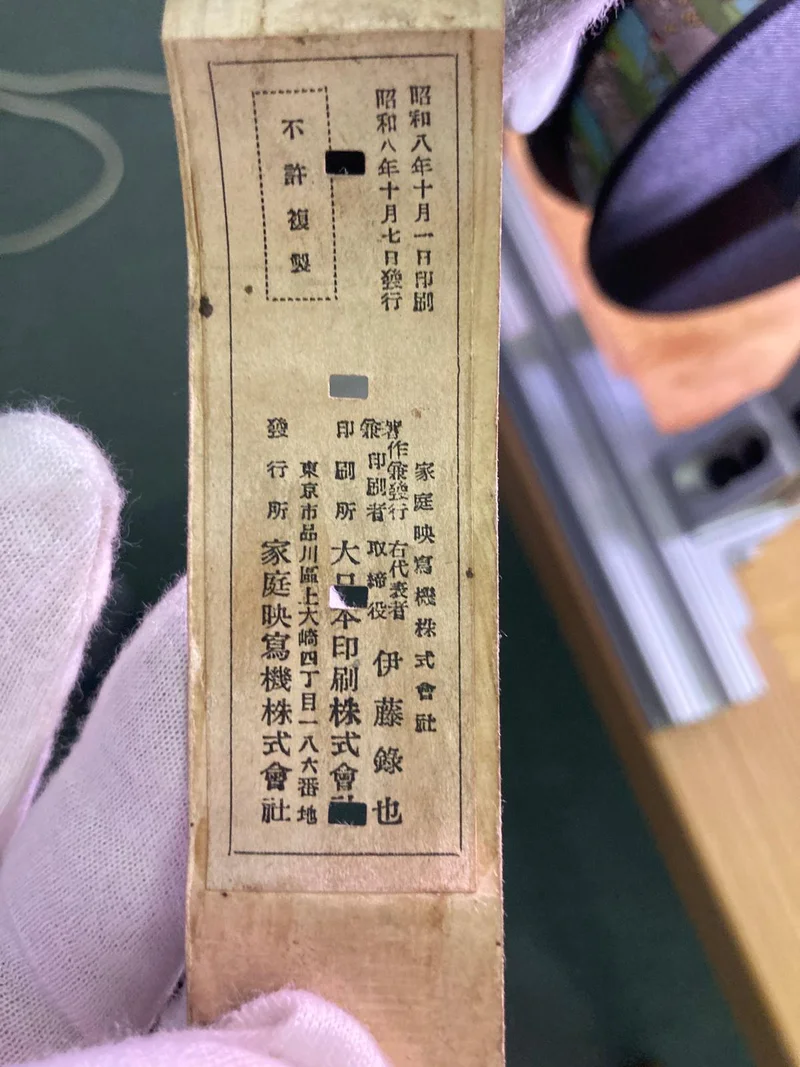 昭和八年十月一日印刷
昭和八年十月七日發行
不許複製
家庭映寫機株式會社
著作兼發行 右代表者
兼印刷者 取締役 伊藤錄也
印刷所 大日本印刷株式會社
東京市品川區上大崎四丁目一八六番地
發行所 家庭映寫機株式會社